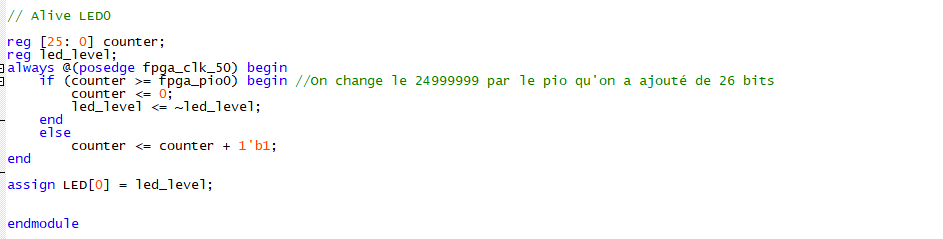 // Alive LED0
reg [25: 0] counter;
reg led_level;
always @(posedge fpga_clk_50) begin
if (counter >= fpga_pio0) begin //On change le 24999999 par le pio qu'on a ajouté de 26 bits
counter <= 0;
led_level <= ~led_level;
end
else
counter <= counter + 1'b1;
end
assign LED[0] = led_level;
endmodule